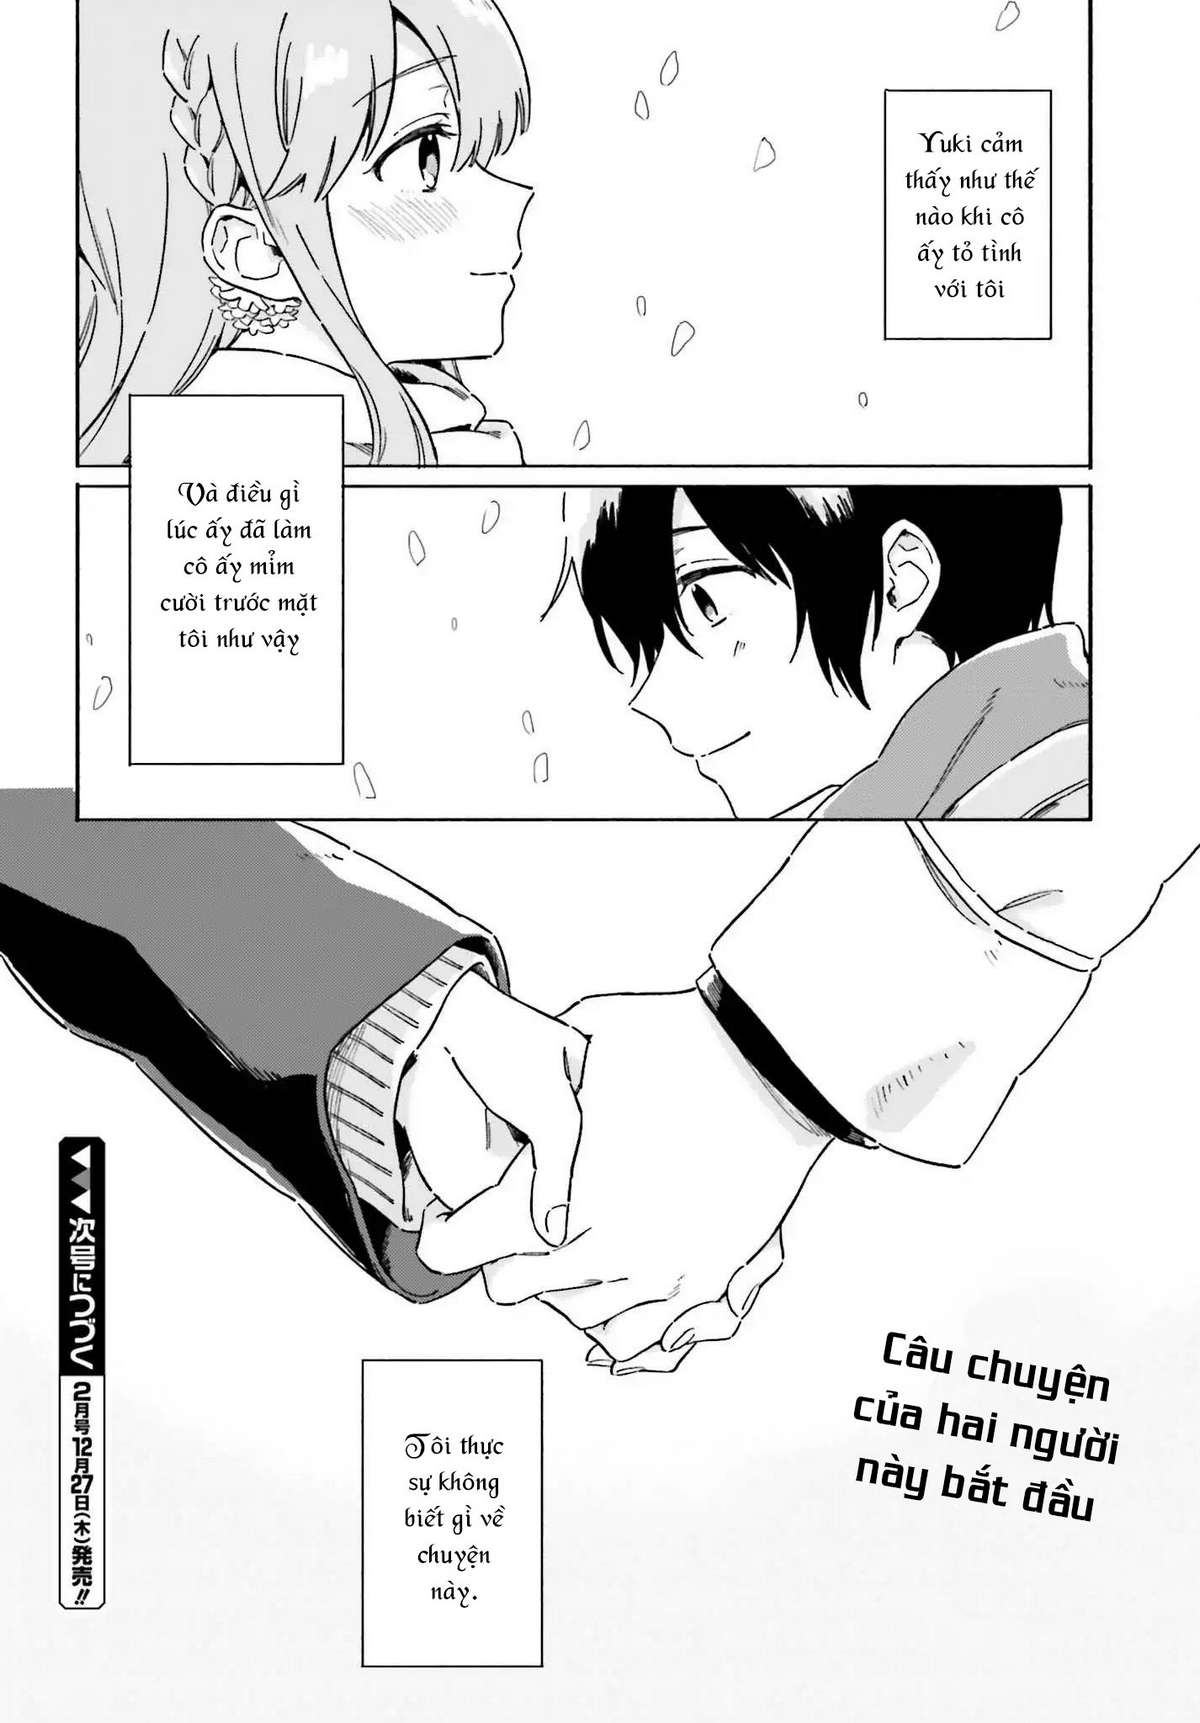 Yuki cảm
thấy như thế
nào khi cô
ấy tỏ tình
với tôi
Và điều gì
lúc ấy đã làm
cô ấy mỉm
cười trước mặt
tôi như vậy
Câu chuyện
của hai người
này bắt đầu
Tôi thực
sự không
biết gì về
chuyện
này.
次号につづく
2月号12月27日(木)発売!!